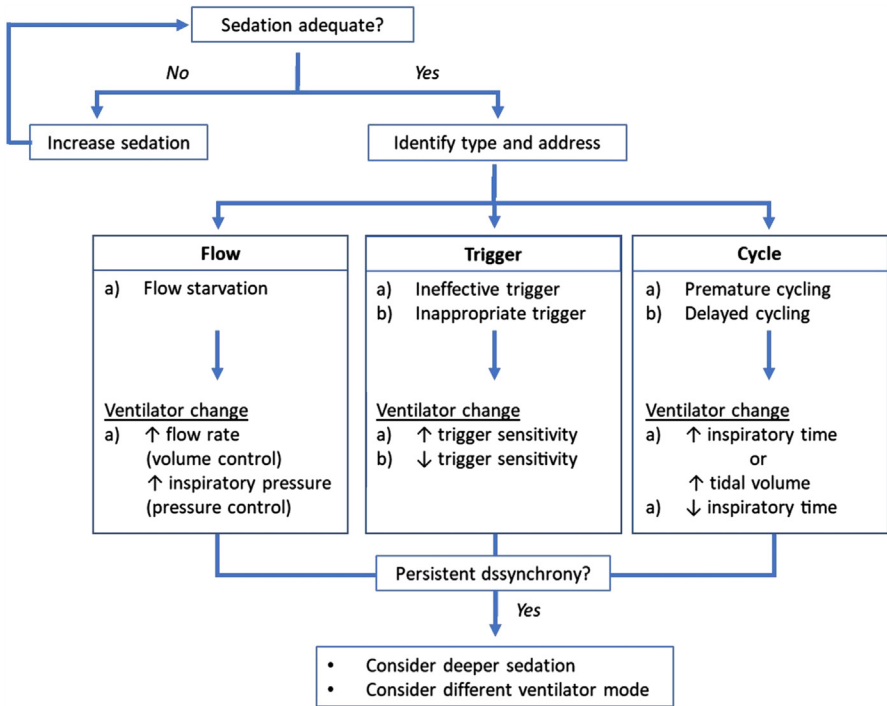 Sedation adequate?
No
Yes
Increase sedation
Identify type and address
Flow
a) Flow starvation
Ventilator change
a) ↑ flow rate
(volume control)
↑ inspiratory pressure
(pressure control)
Trigger
a) Ineffective trigger
b) Inappropriate trigger
Ventilator change
a) ↑ trigger sensitivity
b) ↓ trigger sensitivity
Cycle
a) Premature cycling
b) Delayed cycling
Ventilator change
a) ↑ inspiratory time
or
↑ tidal volume
a) ↓ inspiratory time
Persistent dssynchrony?
Yes
• Consider deeper sedation
• Consider different ventilator mode